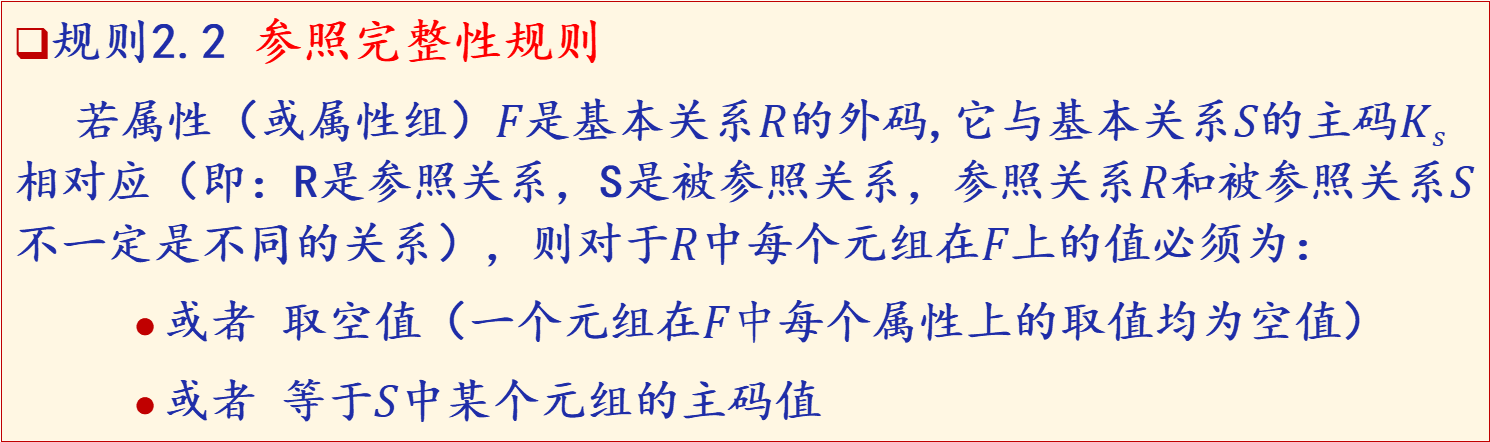 ❑规则2.2 参照完整性规则
若属性（或属性组）F是基本关系R的外码,它与基本关系S的主码Ks
相对应（即：R是参照关系，S是被参照关系，参照关系R和被参照关系S
不一定是不同的关系），则对于R中每个元组在F上的值必须为：
•或者 取空值（一个元组在F中每个属性上的取值均为空值）
•或者 等于S中某个元组的主码值